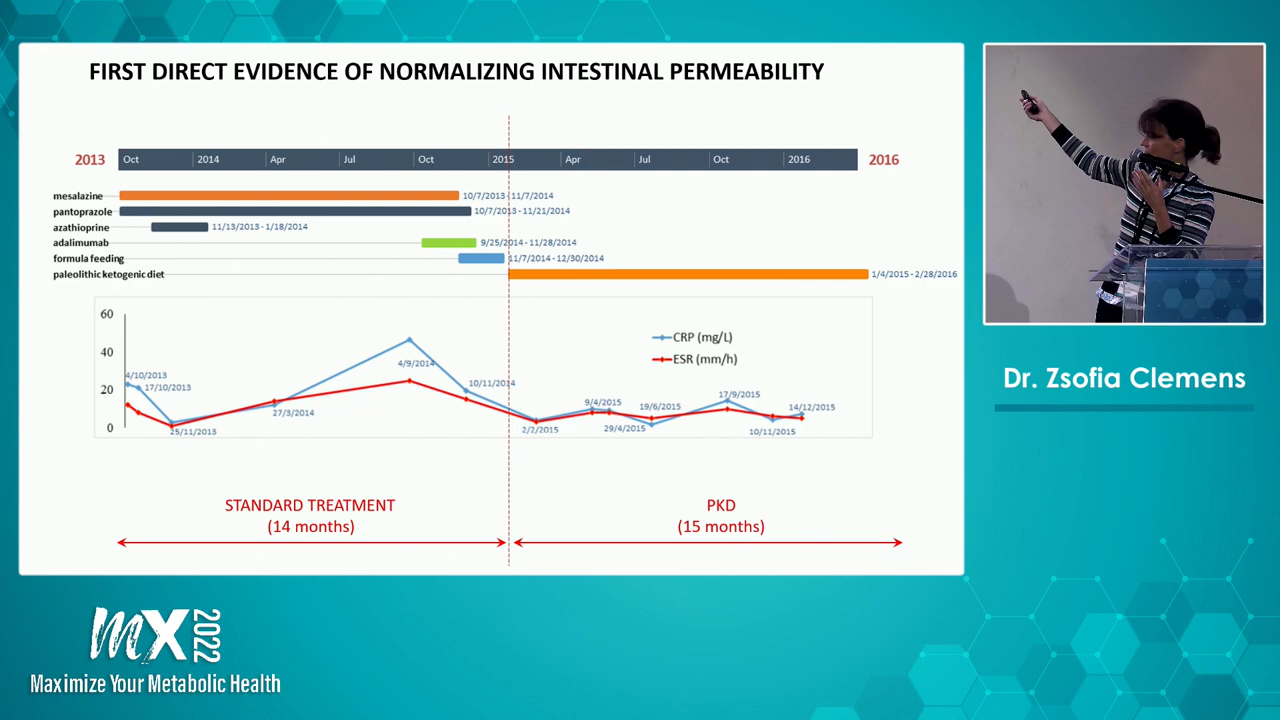 FIRST DIRECT EVIDENCE OF NORMALIZING INTESTINAL PERMEABILITY
2013 Oct 2014 Apr Jul Oct 2015 Apr Jul Oct 2016 2016
mesalazine 10/7/2013 - 11/7/2014
pantoprazole 10/7/2013 - 11/21/2014
azathioprine 11/13/2013 - 1/18/2014
adalimumab 9/25/2014 - 11/28/2014
formula feeding 11/7/2014 - 12/30/2014
paleolithic ketogenic diet 1/4/2015 - 2/28/2016
60
40
20
0
CRP (mg/L)
ESR (mm/h)
4/10/2013
17/10/2013
25/11/2013
27/3/2014
4/9/2014
10/11/2014
2/2/2015
9/4/2015
29/4/2015
19/6/2015
17/9/2015
10/11/2015
14/12/2015
STANDARD TREATMENT
(14 months)
PKD
(15 months)
Dr. Zsofia Clemens
mx 2022
Maximize Your Metabolic Health